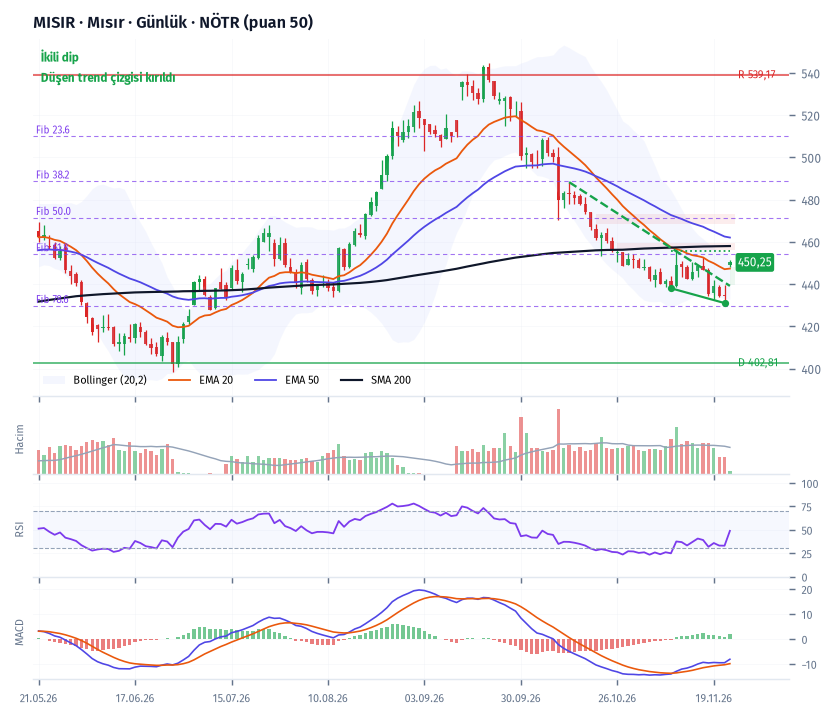 MISIR · Mısır · Günlük · NÖTR (puan 50)
İkili dip
Düşen trend çizgisi kırıldı
R 539,17
540
520
Fib 23.6
500
Fib 38.2
480
Fib 50.0
460
Fib 61.8
450,25
440
Fib 78.6
420
D 402,81
400
Bollinger (20,2)
EMA 20
EMA 50
SMA 200
Hacim
RSI
100
75
50
25
0
MACD
20
10
0
−10
21.05.26
17.06.26
15.07.26
10.08.26
03.09.26
30.09.26
26.10.26
19.11.26